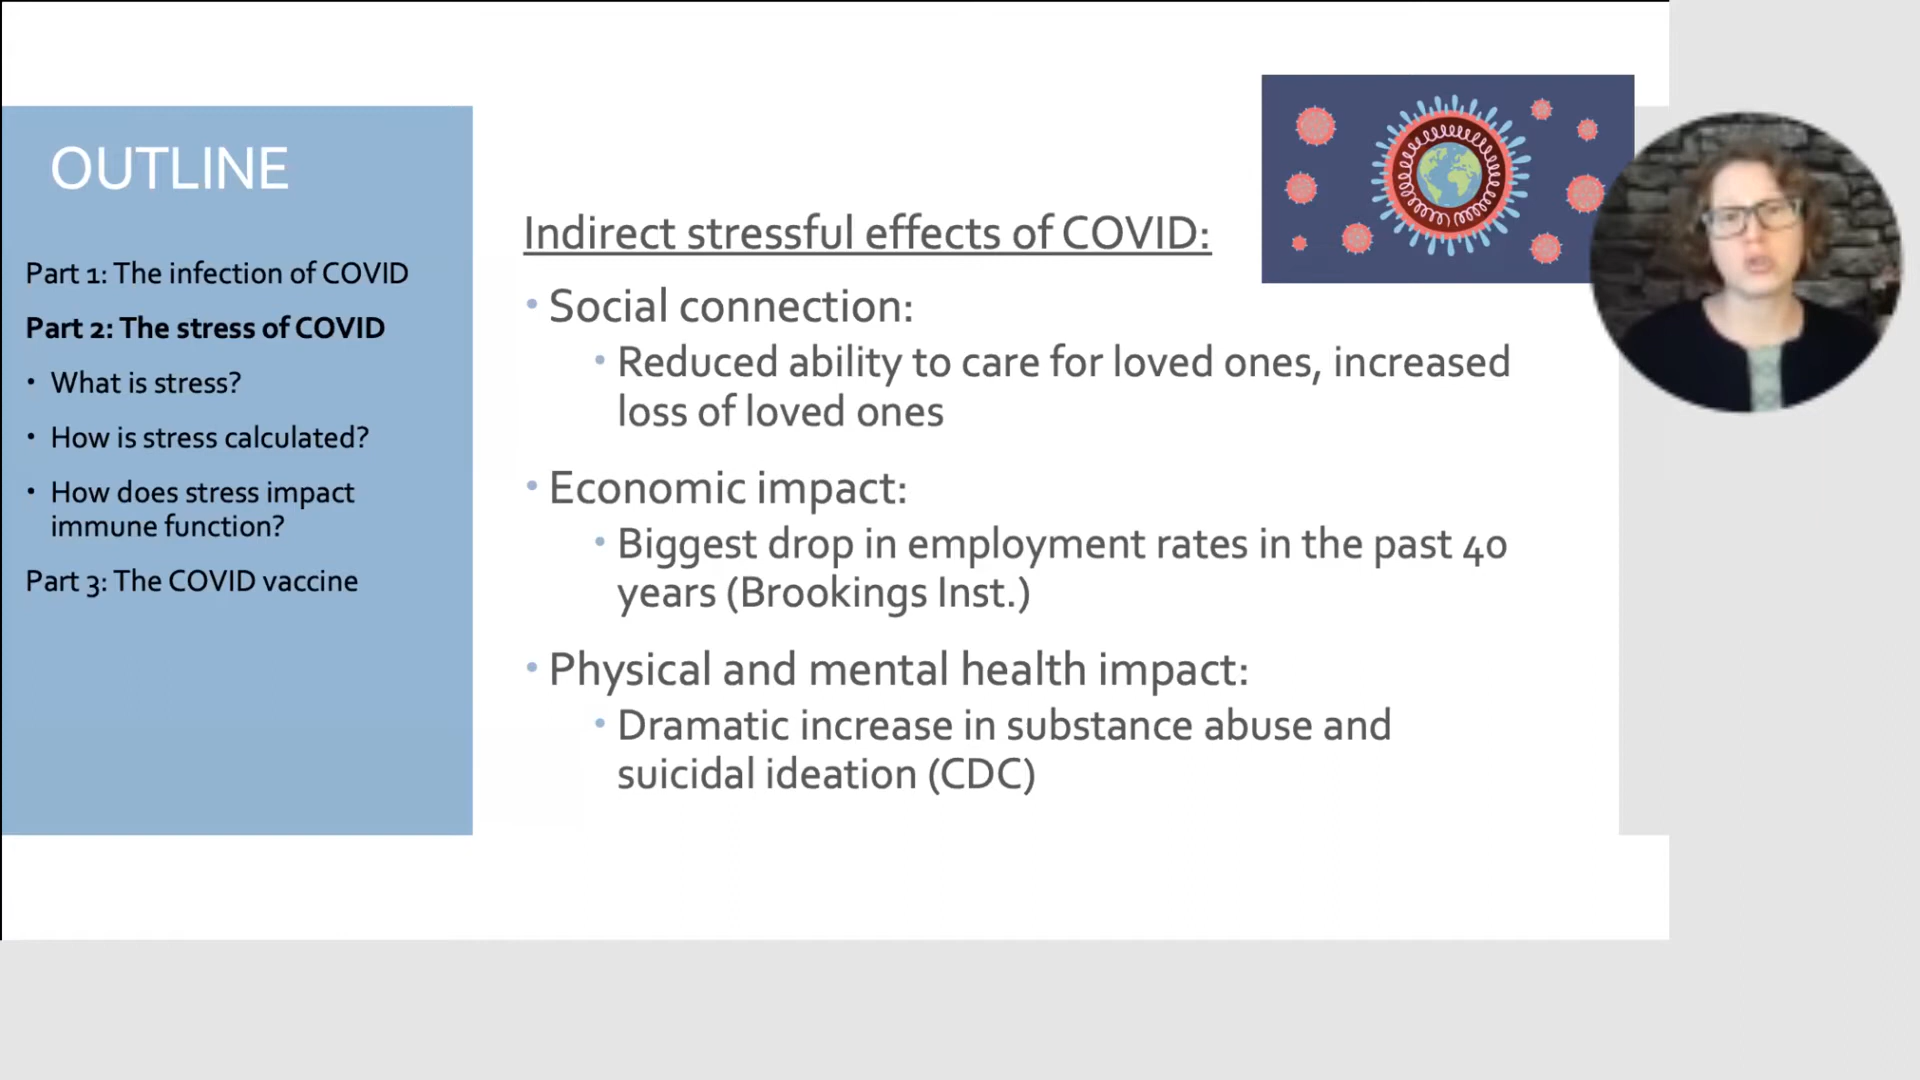 OUTLINE
Part 1: The infection of COVID
Part 2: The stress of COVID
• What is stress?
• How is stress calculated?
• How does stress impact
immune function?
Part 3: The COVID vaccine
Indirect stressful effects of COVID:
• Social connection:
• Reduced ability to care for loved ones, increased
loss of loved ones
• Economic impact:
• Biggest drop in employment rates in the past 40
years (Brookings Inst.)
• Physical and mental health impact:
• Dramatic increase in substance abuse and
suicidal ideation (CDC)